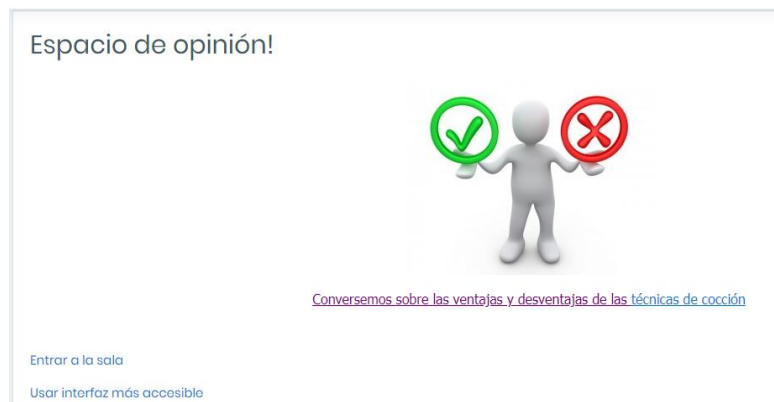 Espacio de opinión!
Conversemos sobre las ventajas y desventajas de las técnicas de cocción
Entrar a la sala
Usar interfaz más accesible